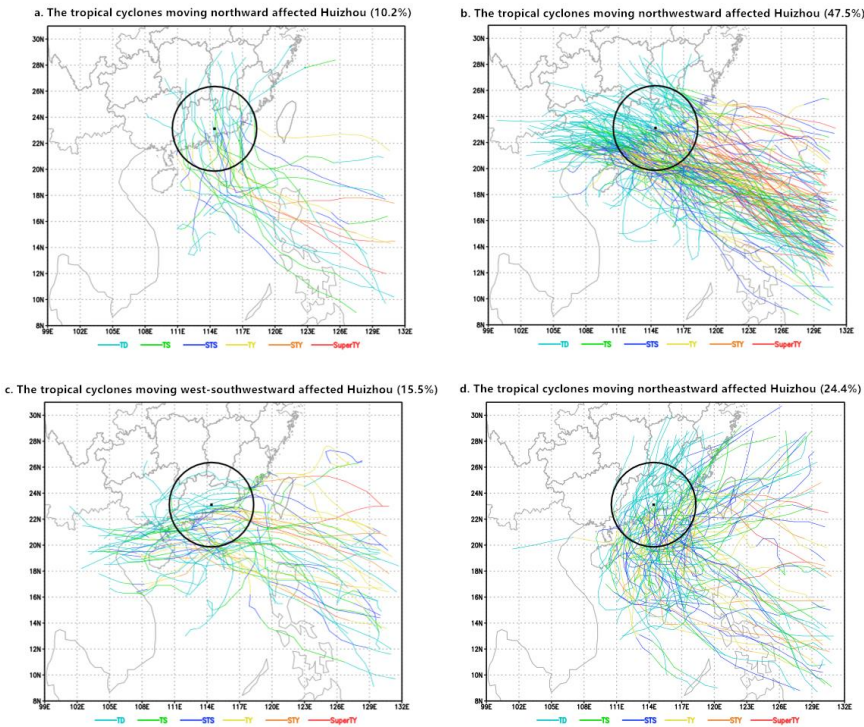 a. The tropical cyclones moving northward affected Huizhou (10.2%)
30N
28N
26N
24N
22N
20N
18N
16N
14N
12N
10N
8N
99E 102E 105E 108E 111E 114E 117E 120E 123E 126E 129E 132E
TD TS STS TY STY SuperTY
b. The tropical cyclones moving northwestward affected Huizhou (47.5%)
30N
28N
26N
24N
22N
20N
18N
16N
14N
12N
10N
8N
99E 102E 105E 108E 111E 114E 117E 120E 123E 126E 129E 132E
TD TS STS TY STY SuperTY
c. The tropical cyclones moving west-southwestward affected Huizhou (15.5%)
30N
28N
26N
24N
22N
20N
18N
16N
14N
12N
10N
8N
99E 102E 105E 108E 111E 114E 117E 120E 123E 126E 129E 132E
TD TS STS TY STY SuperTY
d. The tropical cyclones moving northeastward affected Huizhou (24.4%)
30N
28N
26N
24N
22N
20N
18N
16N
14N
12N
10N
8N
99E 102E 105E 108E 111E 114E 117E 120E 123E 126E 129E 132E
TD TS STS TY STY SuperTY